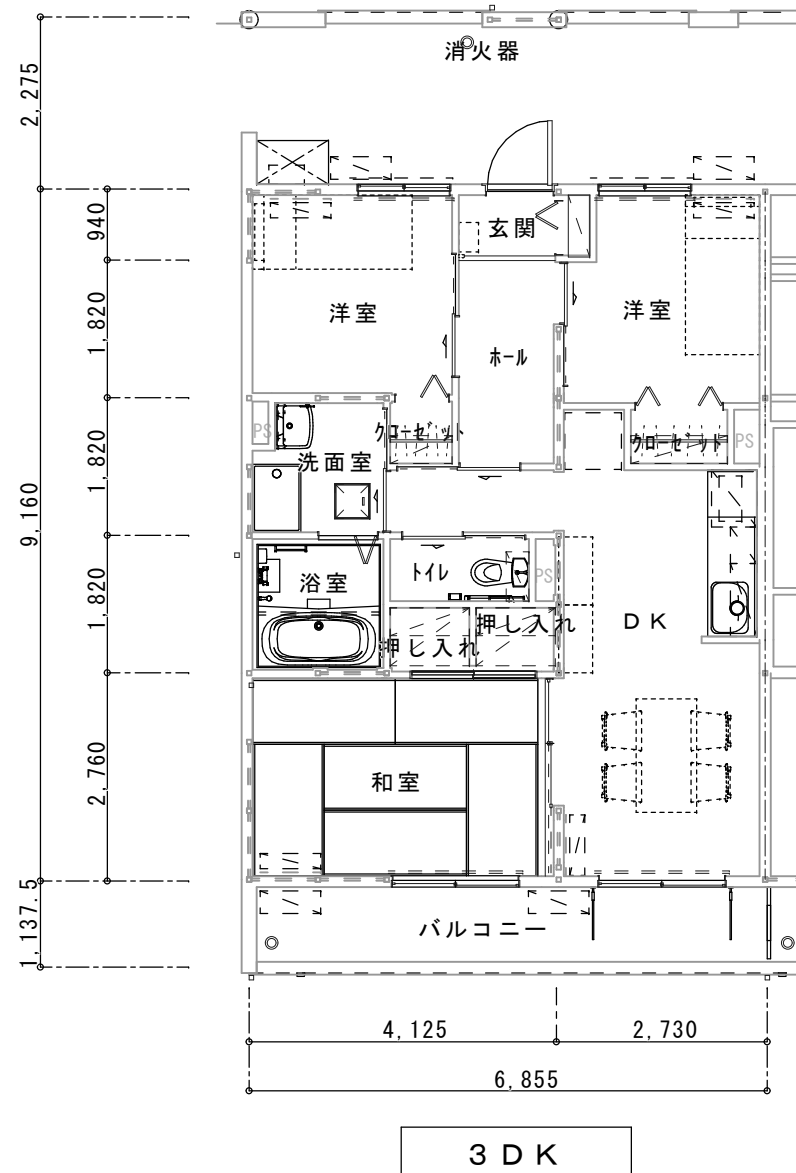 消火器
2,275
玄関
940
洋室
洋室
ホール
1,820
PS
クローゼット
クローゼット
PS
洗面室
1,820
9,160
トイレ
PS
浴室
1,820
DK
押し入れ
押し入れ
和室
2,760
バルコニー
1,137.5
4,125
2,730
6,855
3DK